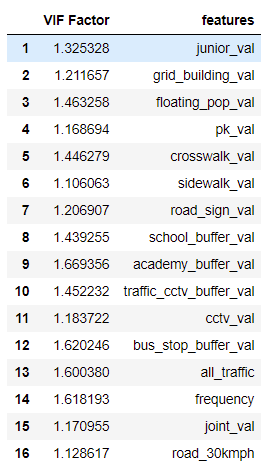 VIF Factor features
1 1.325328 junior_val
2 1.211657 grid_building_val
3 1.463258 floating_pop_val
4 1.168694 pk_val
5 1.446279 crosswalk_val
6 1.106063 sidewalk_val
7 1.206907 road_sign_val
8 1.439255 school_buffer_val
9 1.669356 academy_buffer_val
10 1.452232 traffic_cctv_buffer_val
11 1.183722 cctv_val
12 1.620246 bus_stop_buffer_val
13 1.600380 all_traffic
14 1.618193 frequency
15 1.170955 joint_val
16 1.128617 road_30kmph